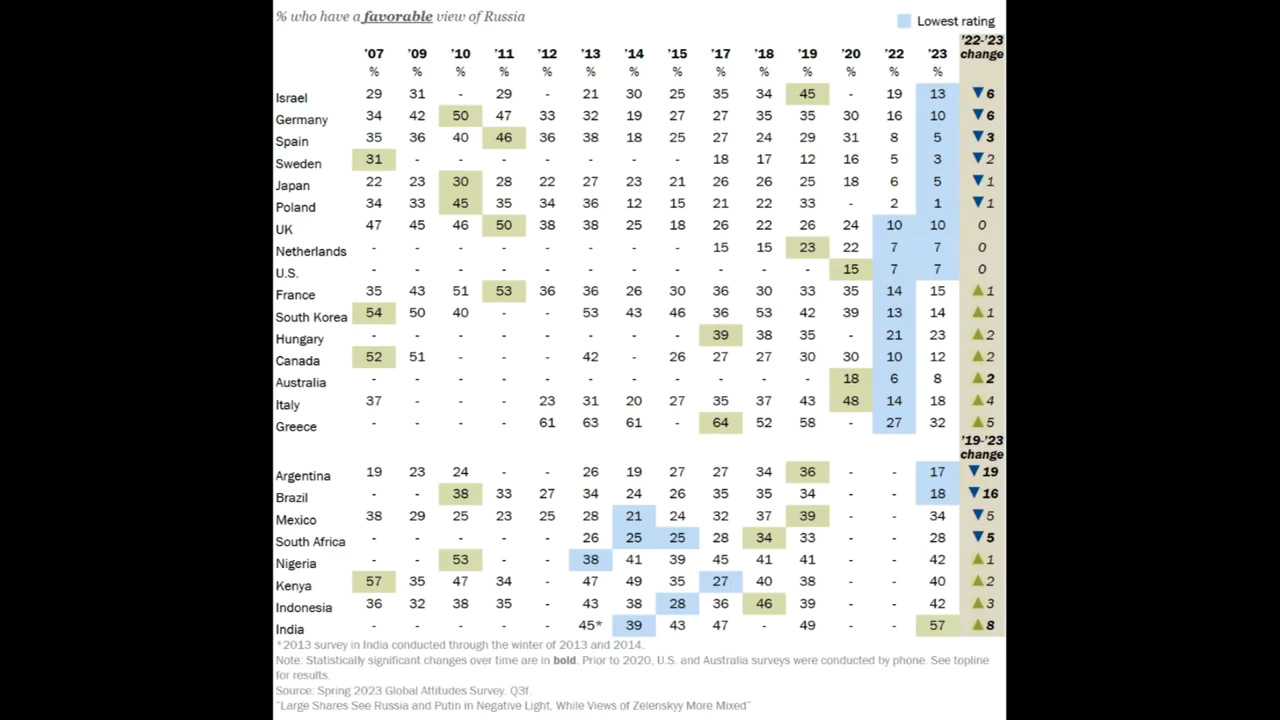 % who have a favorable view of Russia
Lowest rating
'07 '09 '10 '11 '12 '13 '14 '15 '17 '18 '19 '20 '22 '23 '22-'23 change
% % % % % % % % % % % % % %
Israel 29 31 - 29 - 21 30 25 35 34 45 - 19 13 ▼ 6
Germany 34 42 50 47 33 32 19 27 27 35 35 30 16 10 ▼ 6
Spain 35 36 40 46 36 38 18 25 27 24 29 31 8 5 ▼ 3
Sweden 31 - - - - - - - 18 17 12 16 5 3 ▼ 2
Japan 22 23 30 28 22 27 23 21 26 26 25 18 6 5 ▼ 1
Poland 34 33 45 35 34 36 12 15 21 22 33 - 2 1 ▼ 1
UK 47 45 46 50 38 38 25 18 26 22 26 24 10 10 0
Netherlands - - - - - - - - 15 15 23 22 7 7 0
U.S. - - - - - - - - - - - 15 7 7 0
France 35 43 51 53 36 36 26 30 36 30 33 35 14 15 ▲ 1
South Korea 54 50 40 - - 53 43 46 36 53 42 39 13 14 ▲ 1
Hungary - - - - - - - - 39 38 35 - 21 23 ▲ 2
Canada 52 51 - - - 42 - 26 27 27 30 30 10 12 ▲ 2
Australia - - - - - - - - - - - 18 6 8 ▲ 2
Italy 37 - - - 23 31 20 27 35 37 43 48 14 18 ▲ 4
Greece - - - - 61 63 61 - 64 52 58 - 27 32 ▲ 5
'19-'23 change
Argentina 19 23 24 - - 26 19 27 27 34 36 - - 17 ▼ 19
Brazil - - 38 33 27 34 24 26 35 35 34 - - 18 ▼ 16
Mexico 38 29 25 23 25 28 21 24 32 37 39 - - 34 ▼ 5
South Africa - - - - - 26 25 25 28 34 33 - - 28 ▼ 5
Nigeria - - 53 - - 38 41 39 45 41 41 - - 42 ▲ 1
Kenya 57 35 47 34 - 47 49 35 27 40 38 - - 40 ▲ 2
Indonesia 36 32 38 35 - 43 38 28 36 46 39 - - 42 ▲ 3
India - - - - - 45* 39 43 47 - 49 - - 57 ▲ 8
*2013 survey in India conducted through the winter of 2013 and 2014.
Note: Statistically significant changes over time are in bold. Prior to 2020, U.S. and Australia surveys were conducted by phone. See topline
for results.
Source: Spring 2023 Global Attitudes Survey. Q3f.
"Large Shares See Russia and Putin in Negative Light, While Views of Zelenskyy More Mixed"